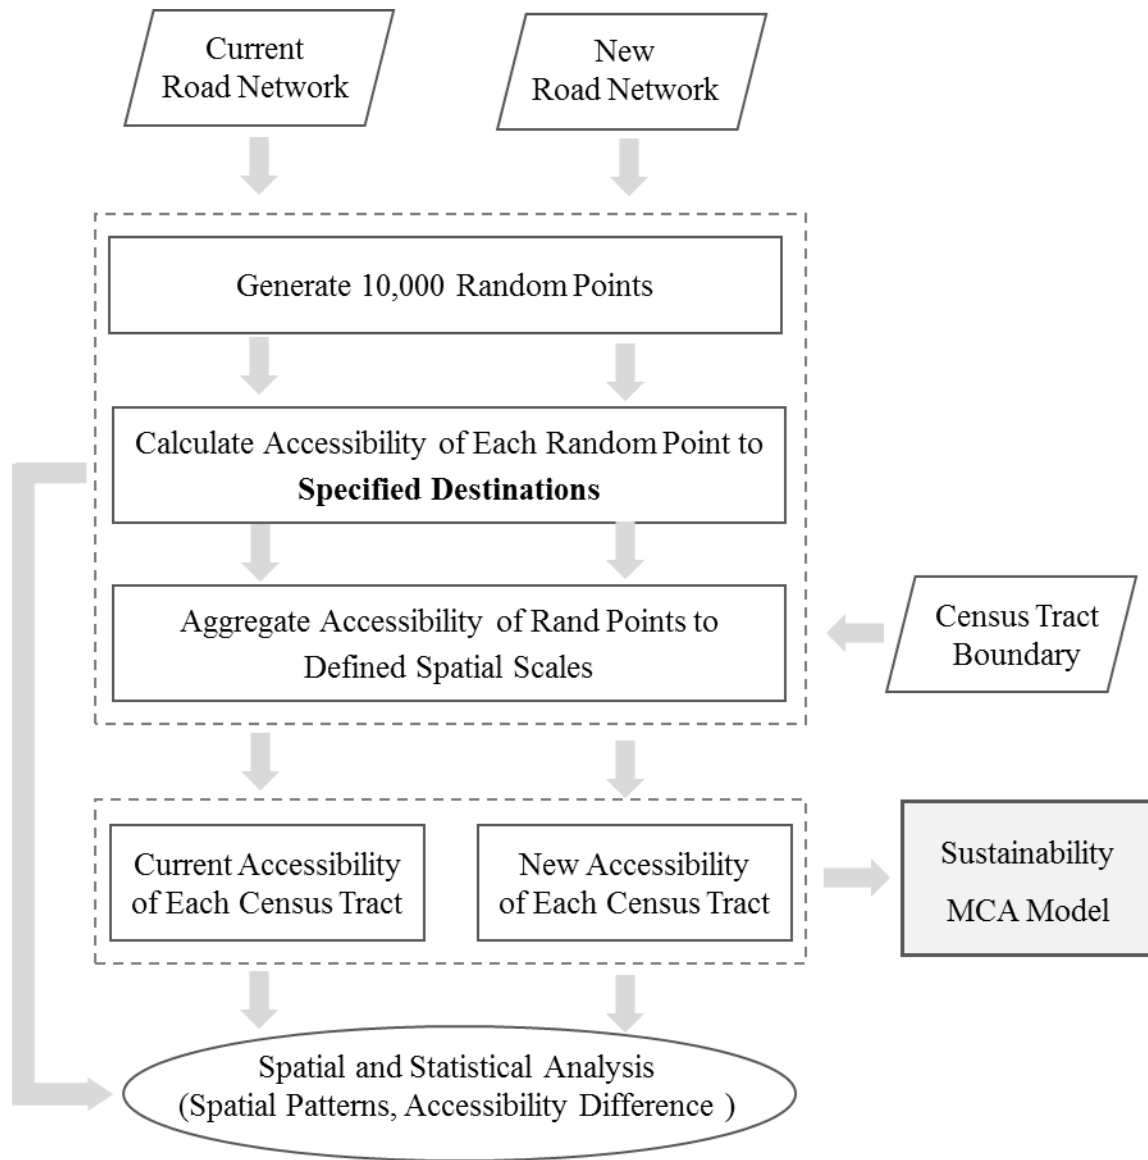 Current
Road Network
New
Road Network
Generate 10,000 Random Points
Calculate Accessibility of Each Random Point to
Specified Destinations
Aggregate Accessibility of Rand Points to
Defined Spatial Scales
Census Tract
Boundary
Current Accessibility
of Each Census Tract
New Accessibility
of Each Census Tract
Sustainability
MCA Model
Spatial and Statistical Analysis
(Spatial Patterns, Accessibility Difference )